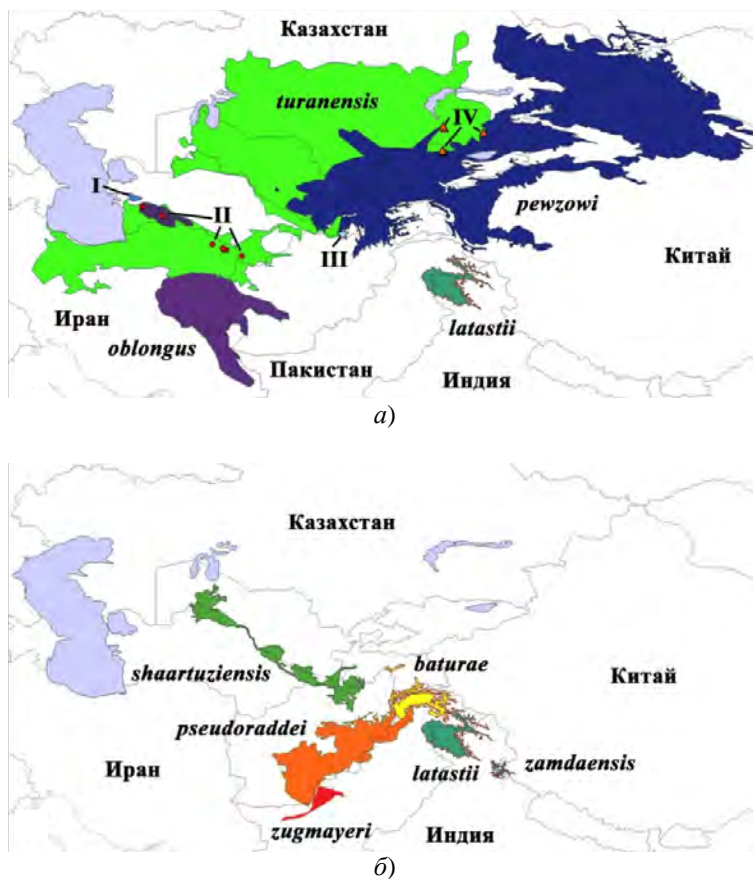 Казахстан
turanensis
IV
I
II
pewzowi
III
Китай
Иран
latastii
oblongus
Пакистан
Индия
а)
Казахстан
baturae
shaartuziensis
Китай
pseudoraddei
Иран
latastii
zamdaensis
zugmayeri
Индия
б)